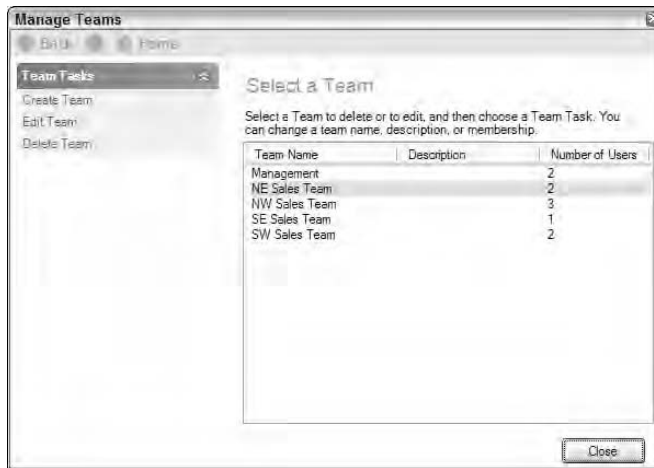 Manage Teams
Back Home
Team Tasks
Create Team
Edit Team
Delete Team
Select a Team
Select a Team to delete or to edit, and then choose a Team Task. You
can change a team name, description, or membership.
Team Name Description Number of Users
Management 2
NE Sales Team 2
NW Sales Team 3
SE Sales Team 1
SW Sales Team 2
Close